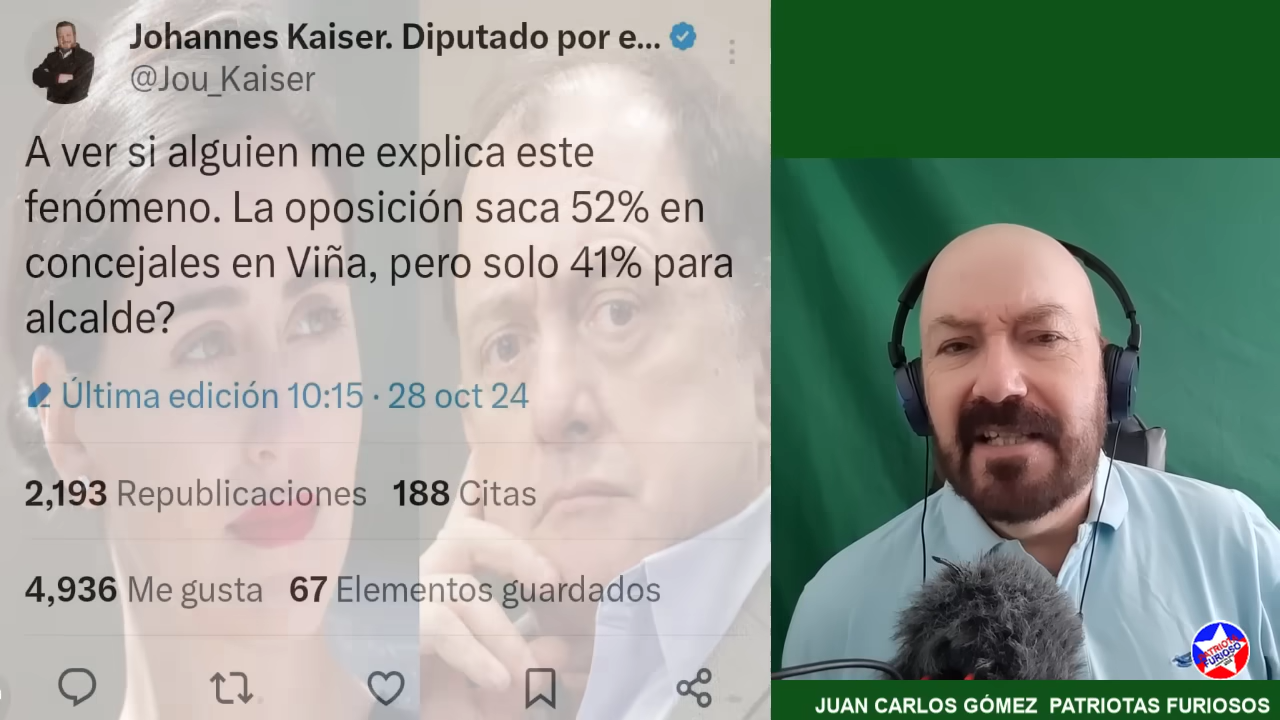 Johannes Kaiser. Diputado por e...
@Jou_Kaiser
A ver si alguien me explica este
fenómeno. La oposición saca 52% en
concejales en Viña, pero solo 41% para
alcalde?
Última edición 10:15 · 28 oct 24
2,193 Republicaciones 188 Citas
4,936 Me gusta 67 Elementos guardados
PATRIOTA
FURIOSO
JUAN CARLOS GÓMEZ PATRIOTAS FURIOSOS